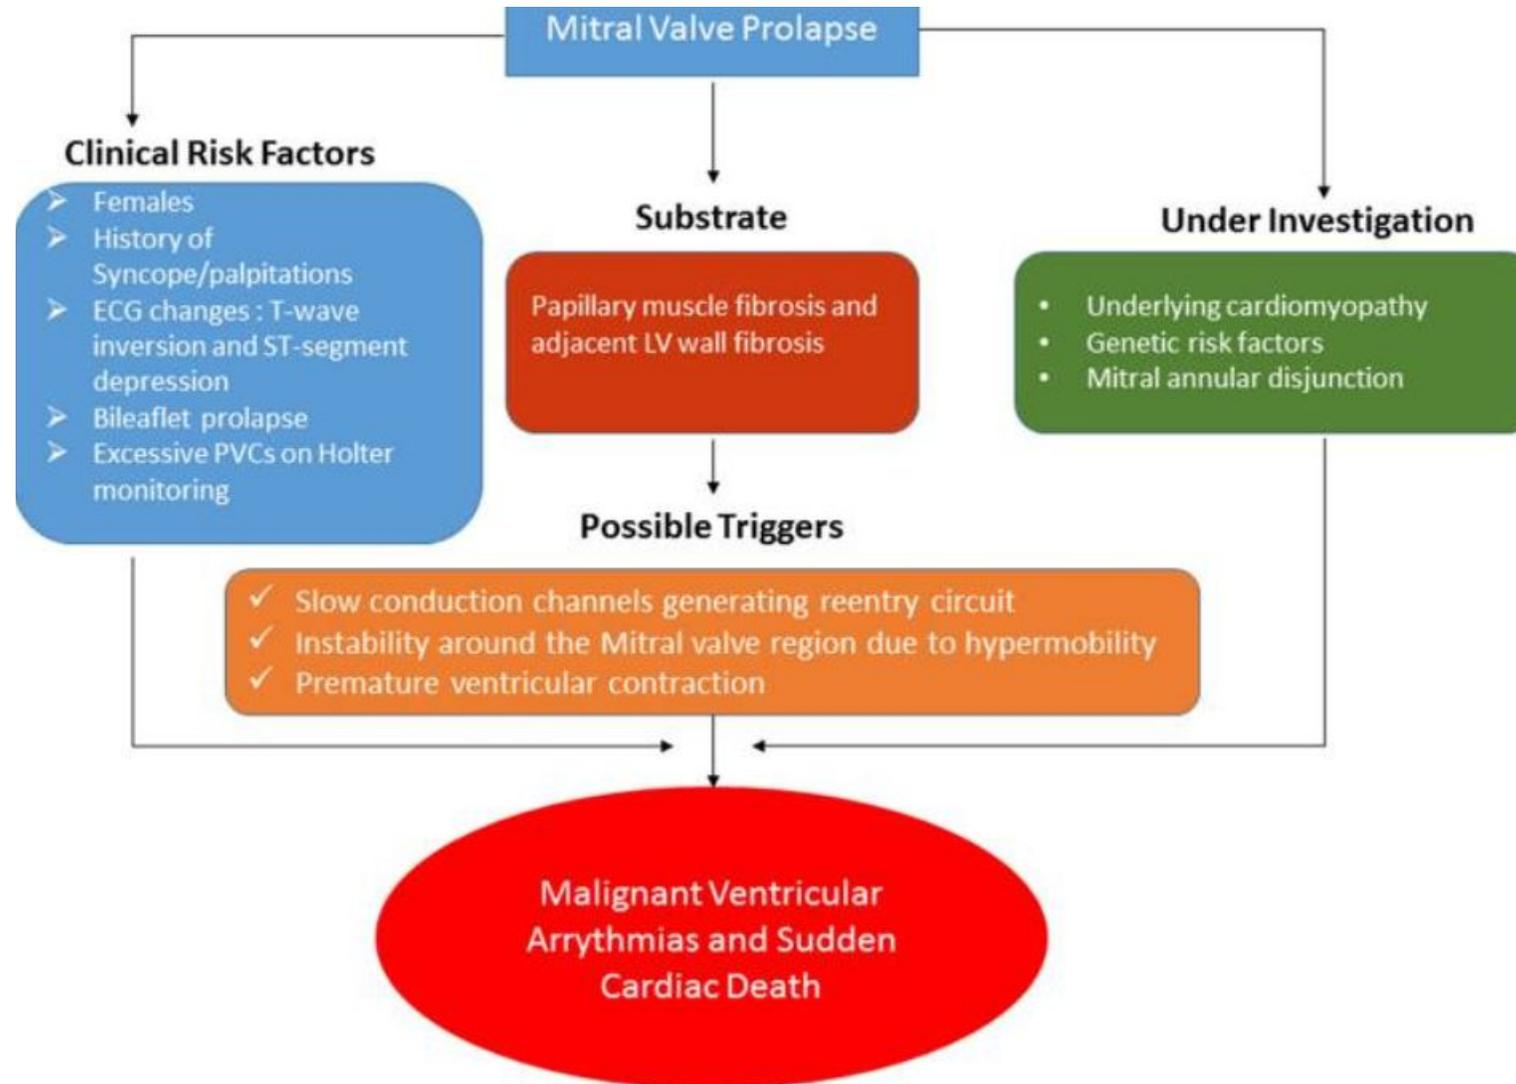 Mitral Valve Prolapse
Clinical Risk Factors
Females
History of
Syncope/palpitations
ECG changes : T-wave
inversion and ST-segment
depression
Bileaflet prolapse
Excessive PVCs on Holter
monitoring
Substrate
Papillary muscle fibrosis and
adjacent LV wall fibrosis
Under Investigation
Underlying cardiomyopathy
Genetic risk factors
Mitral annular disjunction
Possible Triggers
Slow conduction channels generating reentry circuit
Instability around the Mitral valve region due to hypermobility
Premature ventricular contraction
Malignant Ventricular
Arrythmias and Sudden
Cardiac Death